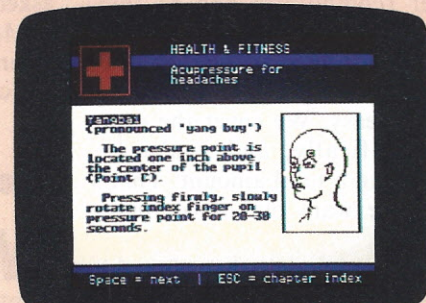 HEALTH & FITNESS
Acupressure for
headaches
Yangbai
(pronounced "yang buy")
The pressure point is
located one inch above
the center of the pupil
(Point C).
Pressing firmly, slowly
rotate index finger on
pressure point for 20-30
seconds.
Space = next | ESC = chapter index